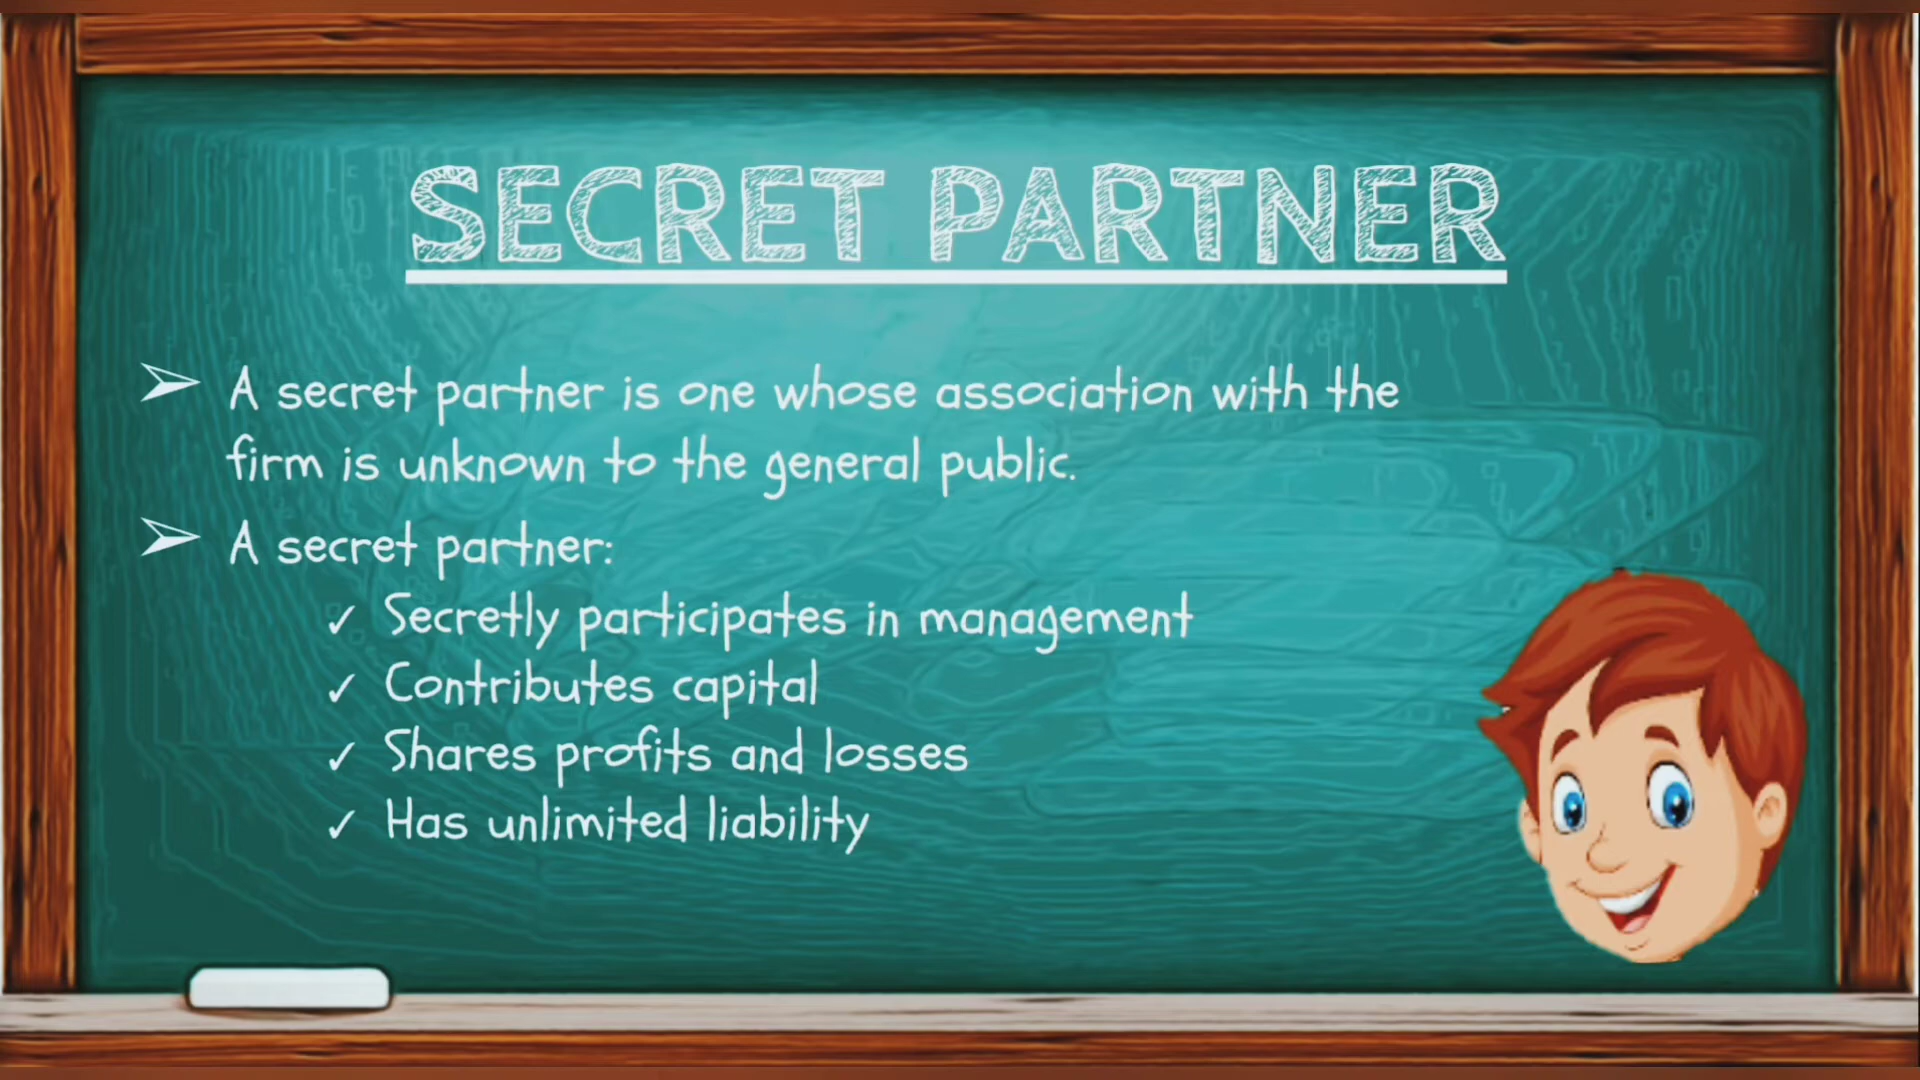 SECRET PARTNER
➢ A secret partner is one whose association with the
firm is unknown to the general public.
➢ A secret partner:
✓ Secretly participates in management
✓ Contributes capital
✓ Shares profits and losses
✓ Has unlimited liability